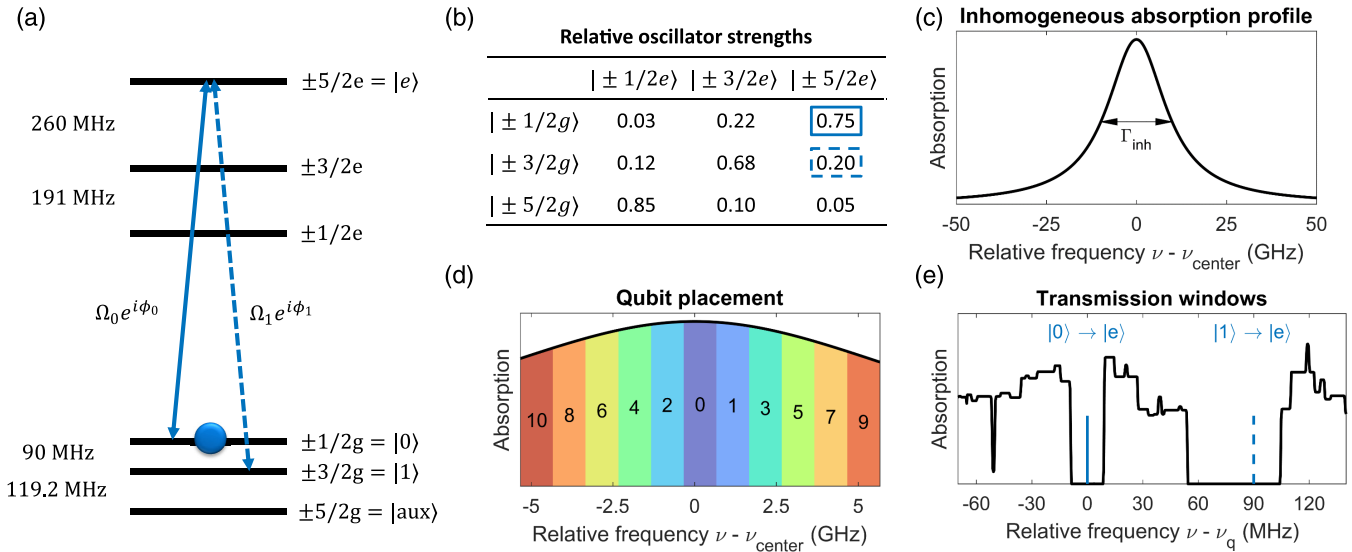 (a)
±5/2e = |e⟩
260 MHz
±3/2e
191 MHz
±1/2e
Ω₀e^{iϕ₀}
Ω₁e^{iϕ₁}
±1/2g = |0⟩
90 MHz
±3/2g = |1⟩
119.2 MHz
±5/2g = |aux⟩
(b)
Relative oscillator strengths
| ± 1/2e⟩ | ± 3/2e⟩ | ± 5/2e⟩
| ± 1/2g⟩ 0.03 0.22 0.75
| ± 3/2g⟩ 0.12 0.68 0.20
| ± 5/2g⟩ 0.85 0.10 0.05
(c)
Inhomogeneous absorption profile
Absorption
Γ_inh
-50 -25 0 25 50
Relative frequency ν - ν_center (GHz)
(d)
Qubit placement
Absorption
10 8 6 4 2 0 1 3 5 7 9
-5 -2.5 0 2.5 5
Relative frequency ν - ν_center (GHz)
(e)
Transmission windows
|0⟩ → |e⟩ |1⟩ → |e⟩
Absorption
-60 -30 0 30 60 90 120
Relative frequency ν - ν_q (MHz)